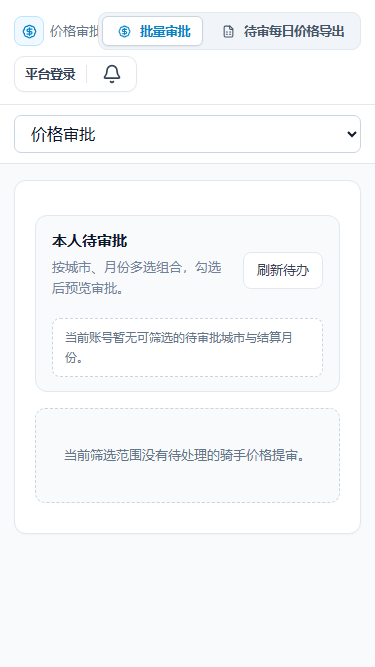 价格审批
批量审批
待审每日价格导出
平台登录
价格审批
本人待审批
按城市、月份多选组合，勾选
后预览审批。
刷新待办
当前账号暂无可筛选的待审批城市与结算月
份。
当前筛选范围没有待处理的骑手价格提审。